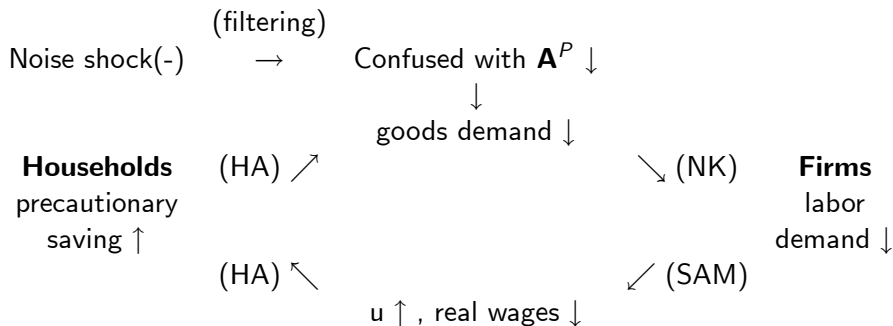 (filtering)
Noise shock(-) → Confused with A^P ↓
↓
goods demand ↓
Households (HA) ↗ ↘ (NK) Firms
precautionary labor
saving ↑ demand ↓
(HA) ↖ ↙ (SAM)
u ↑ , real wages ↓